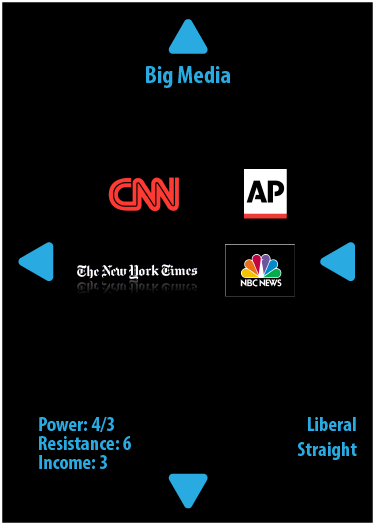 Big Media
CNN
AP
The New York Times
NBC NEWS
Power: 4/3
Resistance: 6
Income: 3
Liberal
Straight